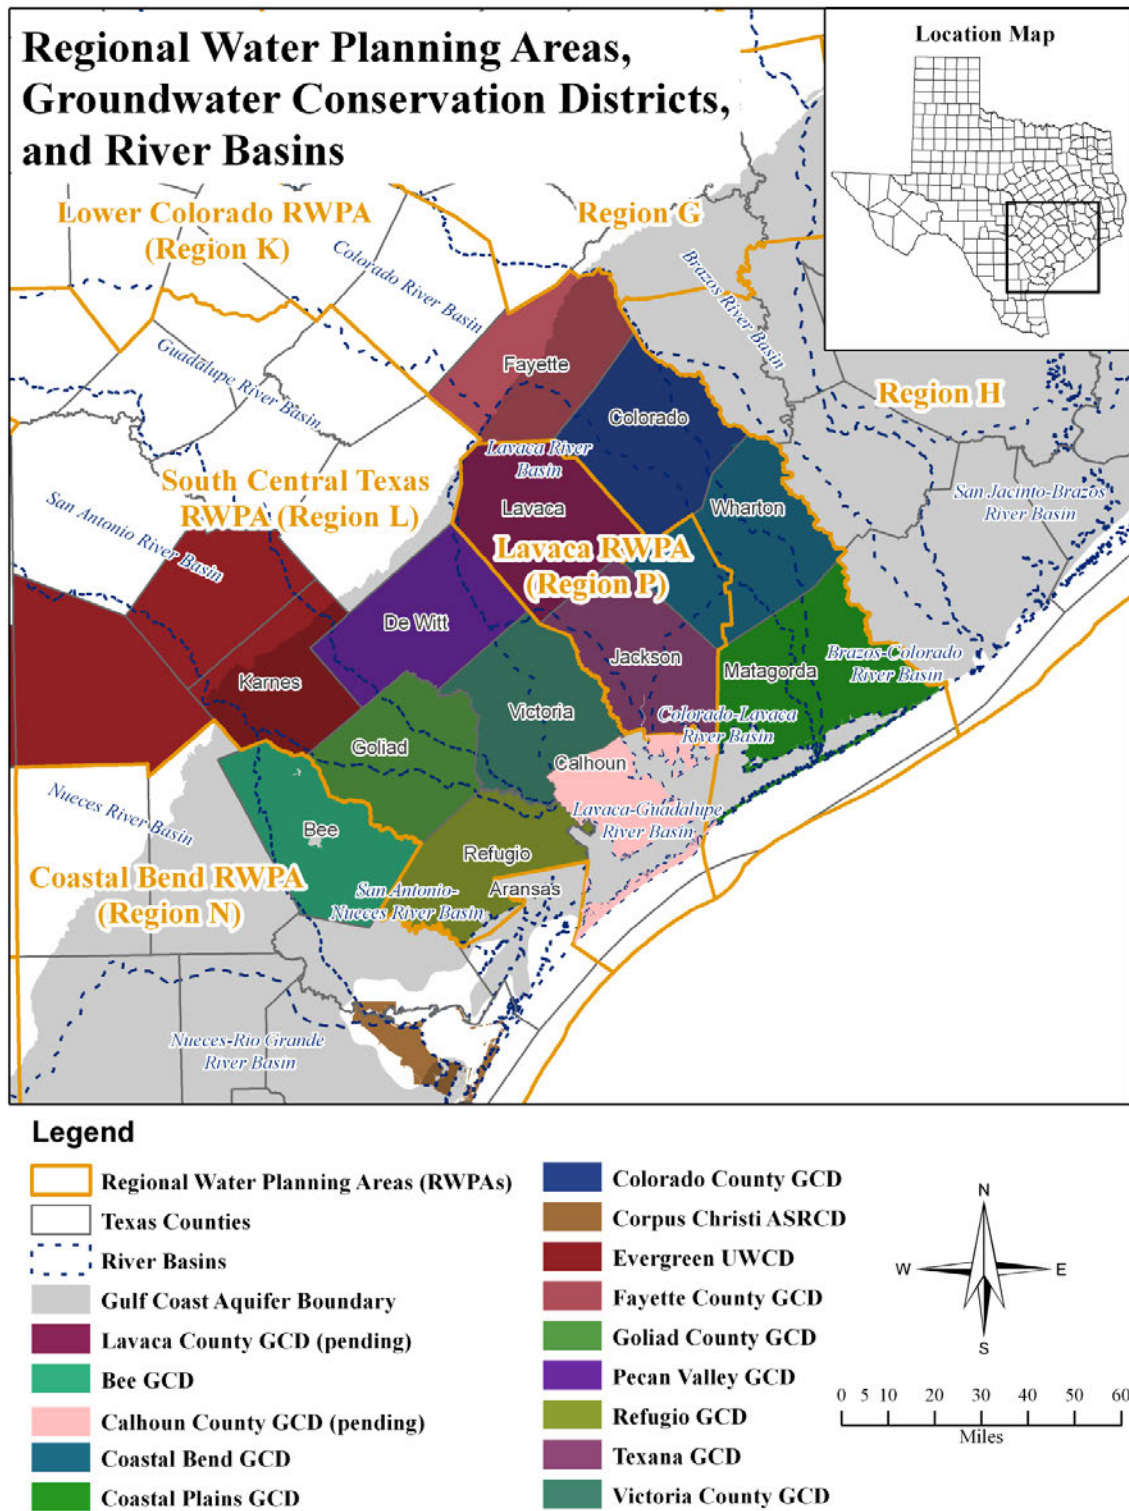 Regional Water Planning Areas,
Groundwater Conservation Districts,
and River Basins
Location Map
Lower Colorado RWPA
(Region K)
Region G
Colorado River Basin
Brazos River Basin
Guadalupe River Basin
Fayette
Region H
Colorado
Lavaca River
Basin
South Central Texas
RWPA (Region L)
San Antonio River Basin
Lavaca
Wharton
San Jacinto-Brazos
River Basin
Lavaca RWPA
(Region P)
De Witt
Jackson
Matagorda
Brazos-Colorado
River Basin
Karnes
Victoria
Colorado-Lavaca
River Basin
Goliad
Calhoun
Nueces River Basin
Lavaca-Guadalupe
River Basin
Bee
Refugio
Coastal Bend RWPA
(Region N)
Aransas
San Antonio-
Nueces River Basin
Nueces-Rio Grande
River Basin
Legend
Regional Water Planning Areas (RWPAs)
Texas Counties
River Basins
Gulf Coast Aquifer Boundary
Lavaca County GCD (pending)
Bee GCD
Calhoun County GCD (pending)
Coastal Bend GCD
Coastal Plains GCD
Colorado County GCD
Corpus Christi ASRCD
Evergreen UWCD
Fayette County GCD
Goliad County GCD
Pecan Valley GCD
Refugio GCD
Texana GCD
Victoria County GCD
N
W E
S
0 5 10 20 30 40 50 60
Miles